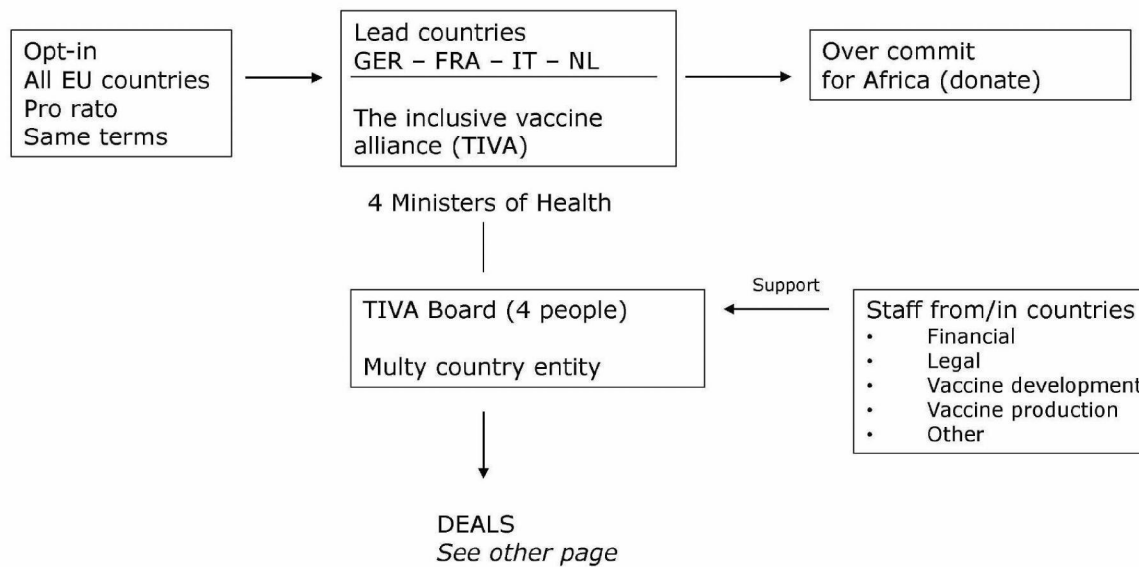 Opt-in
All EU countries
Pro rato
Same terms
Lead countries
GER – FRA – IT – NL
The inclusive vaccine
alliance (TIVA)
Over commit
for Africa (donate)
4 Ministers of Health
TIVA Board (4 people)
Multy country entity
Support
Staff from/in countries
• Financial
• Legal
• Vaccine development
• Vaccine production
• Other
DEALS
See other page